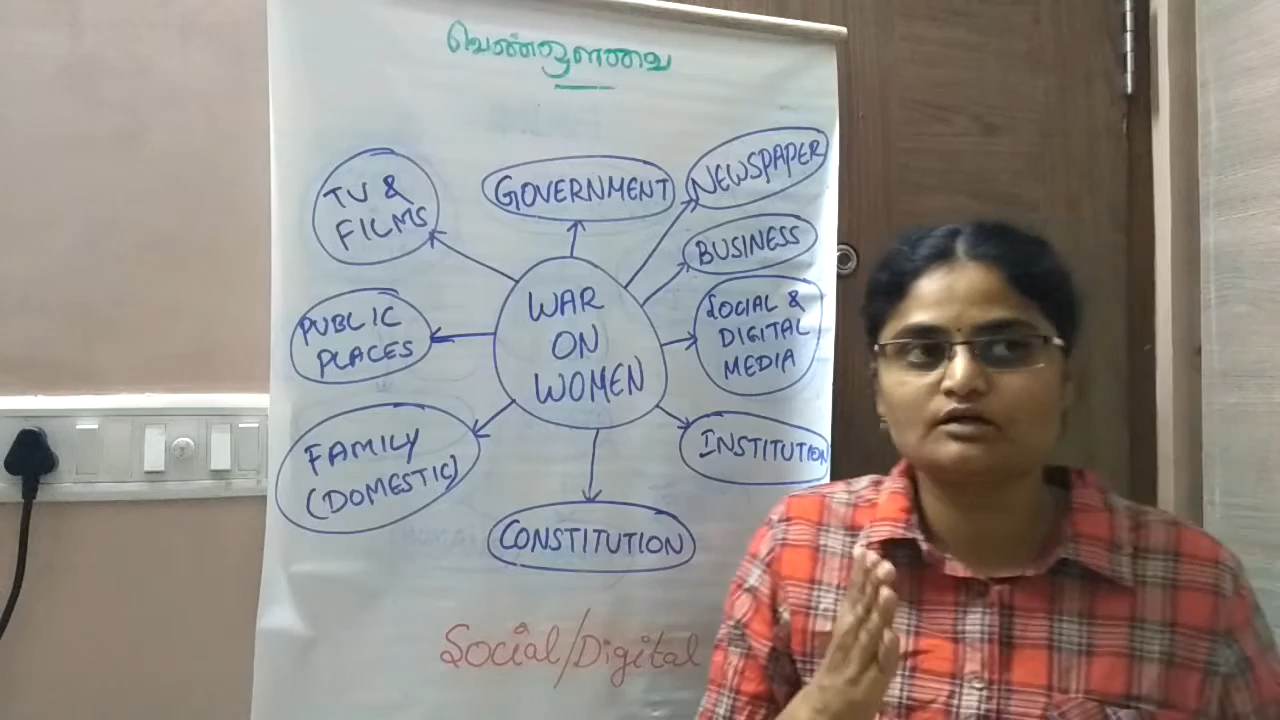 TV &
FILMS
GOVERNMENT
NEWSPAPER
BUSINESS
PUBLIC
PLACES
WAR
ON
WOMEN
SOCIAL &
DIGITAL
MEDIA
FAMILY
(DOMESTIC)
INSTITUTION
CONSTITUTION
Social/Digital